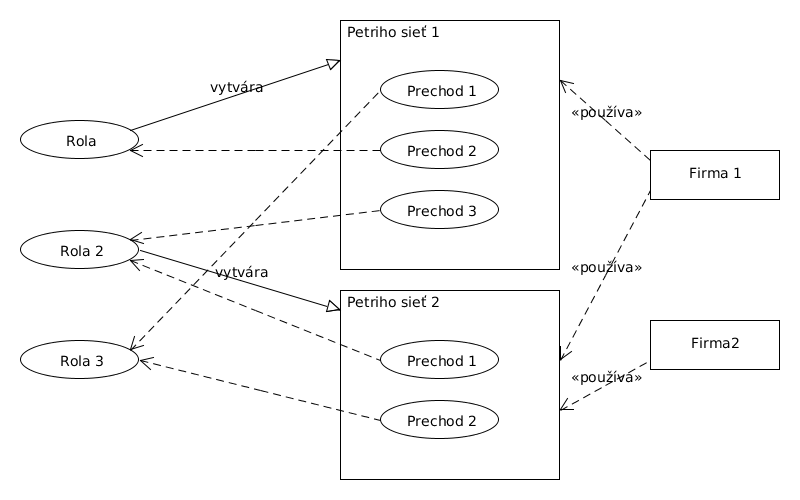 Petriho sieť 1
vytvára
Prechod 1
«používa»
Rola
Prechod 2
Firma 1
Prechod 3
Rola 2
vytvára
«používa»
Petriho sieť 2
Firma2
Rola 3
Prechod 1
«používa»
Prechod 2